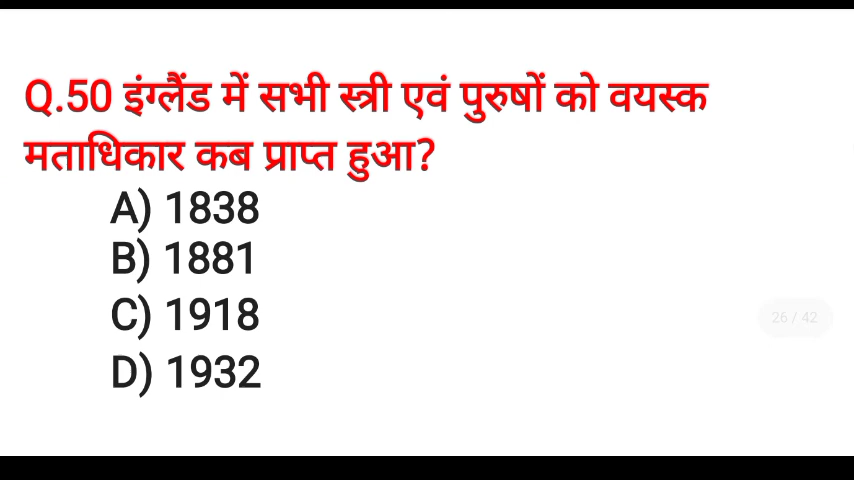 Q.50 इंग्लैंड में सभी स्त्री एवं पुरुषों को वयस्क
मताधिकार कब प्राप्त हुआ?
A) 1838
B) 1881
C) 1918
D) 1932
26 / 42